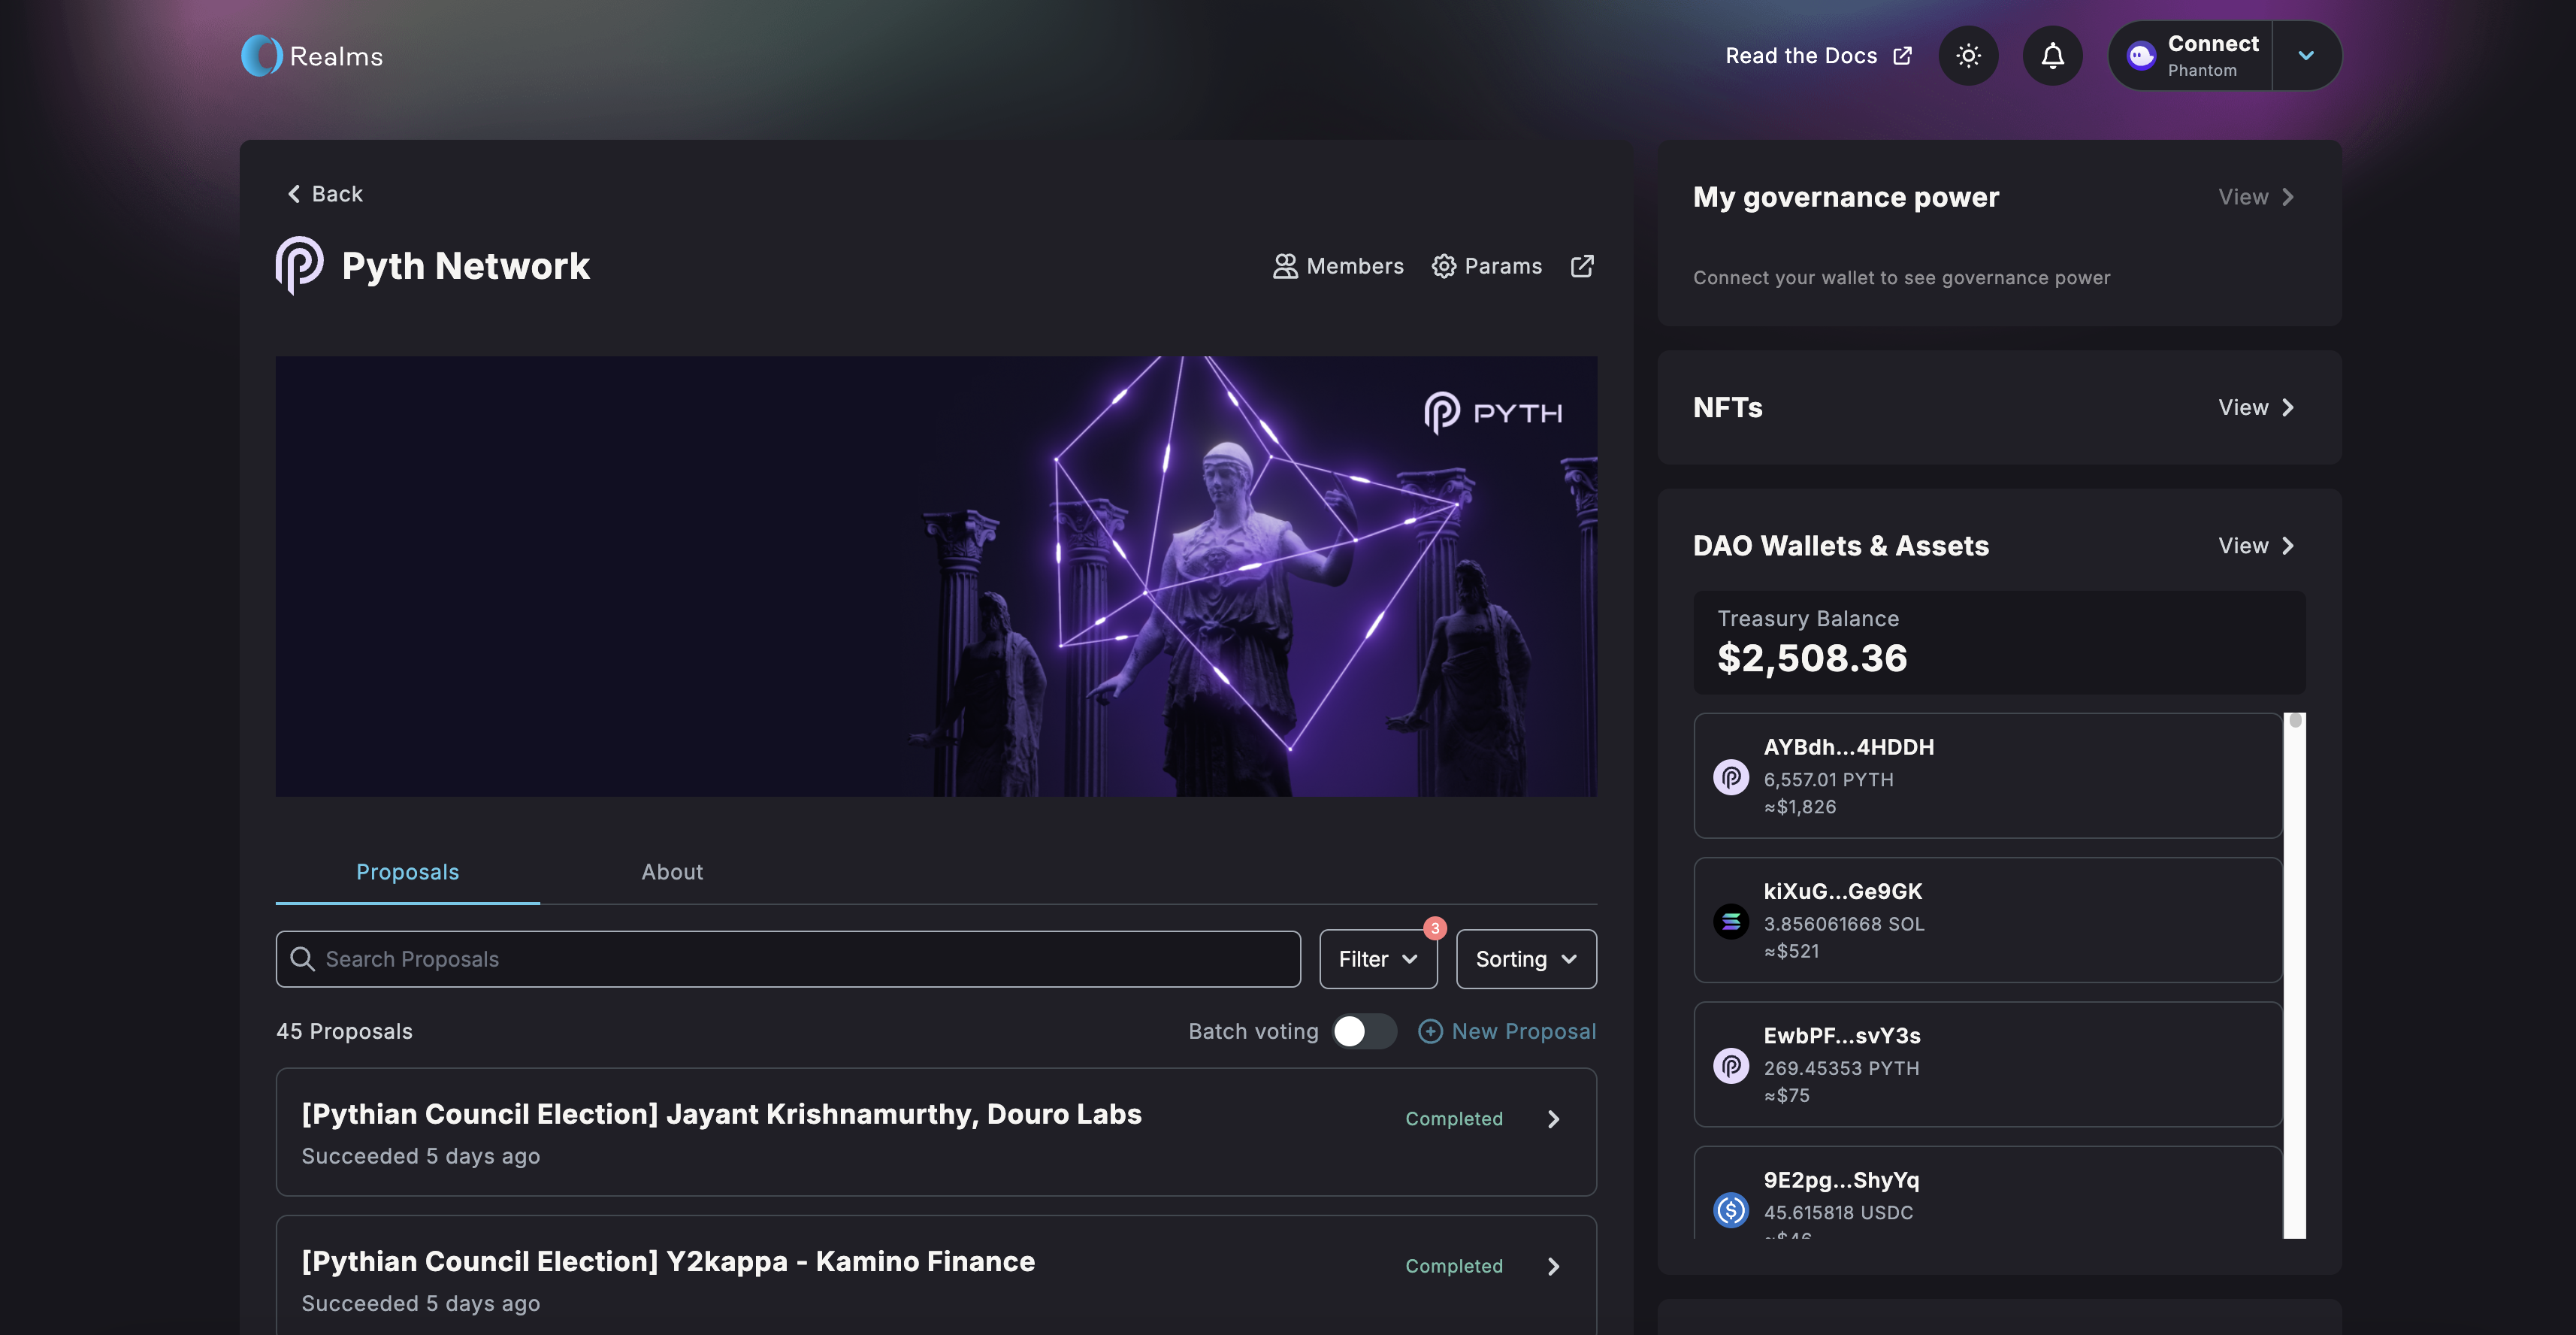 Realms
Read the Docs
Connect
Phantom
Back
Pyth Network
Members
Params
PYTH
Proposals
About
Search Proposals
Filter
3
Sorting
45 Proposals
Batch voting
New Proposal
[Pythian Council Election] Jayant Krishnamurthy, Douro Labs
Succeeded 5 days ago
Completed
[Pythian Council Election] Y2kappa - Kamino Finance
Succeeded 5 days ago
Completed
My governance power
View
Connect your wallet to see governance power
NFTs
View
DAO Wallets & Assets
View
Treasury Balance
$2,508.36
AYBdh...4HDDH
6,557.01 PYTH
≈$1,826
kiXuG...Ge9GK
3.856061668 SOL
≈$521
EwbPF...svY3s
269.45353 PYTH
≈$75
9E2pg...ShyYq
45.615818 USDC
≈$46